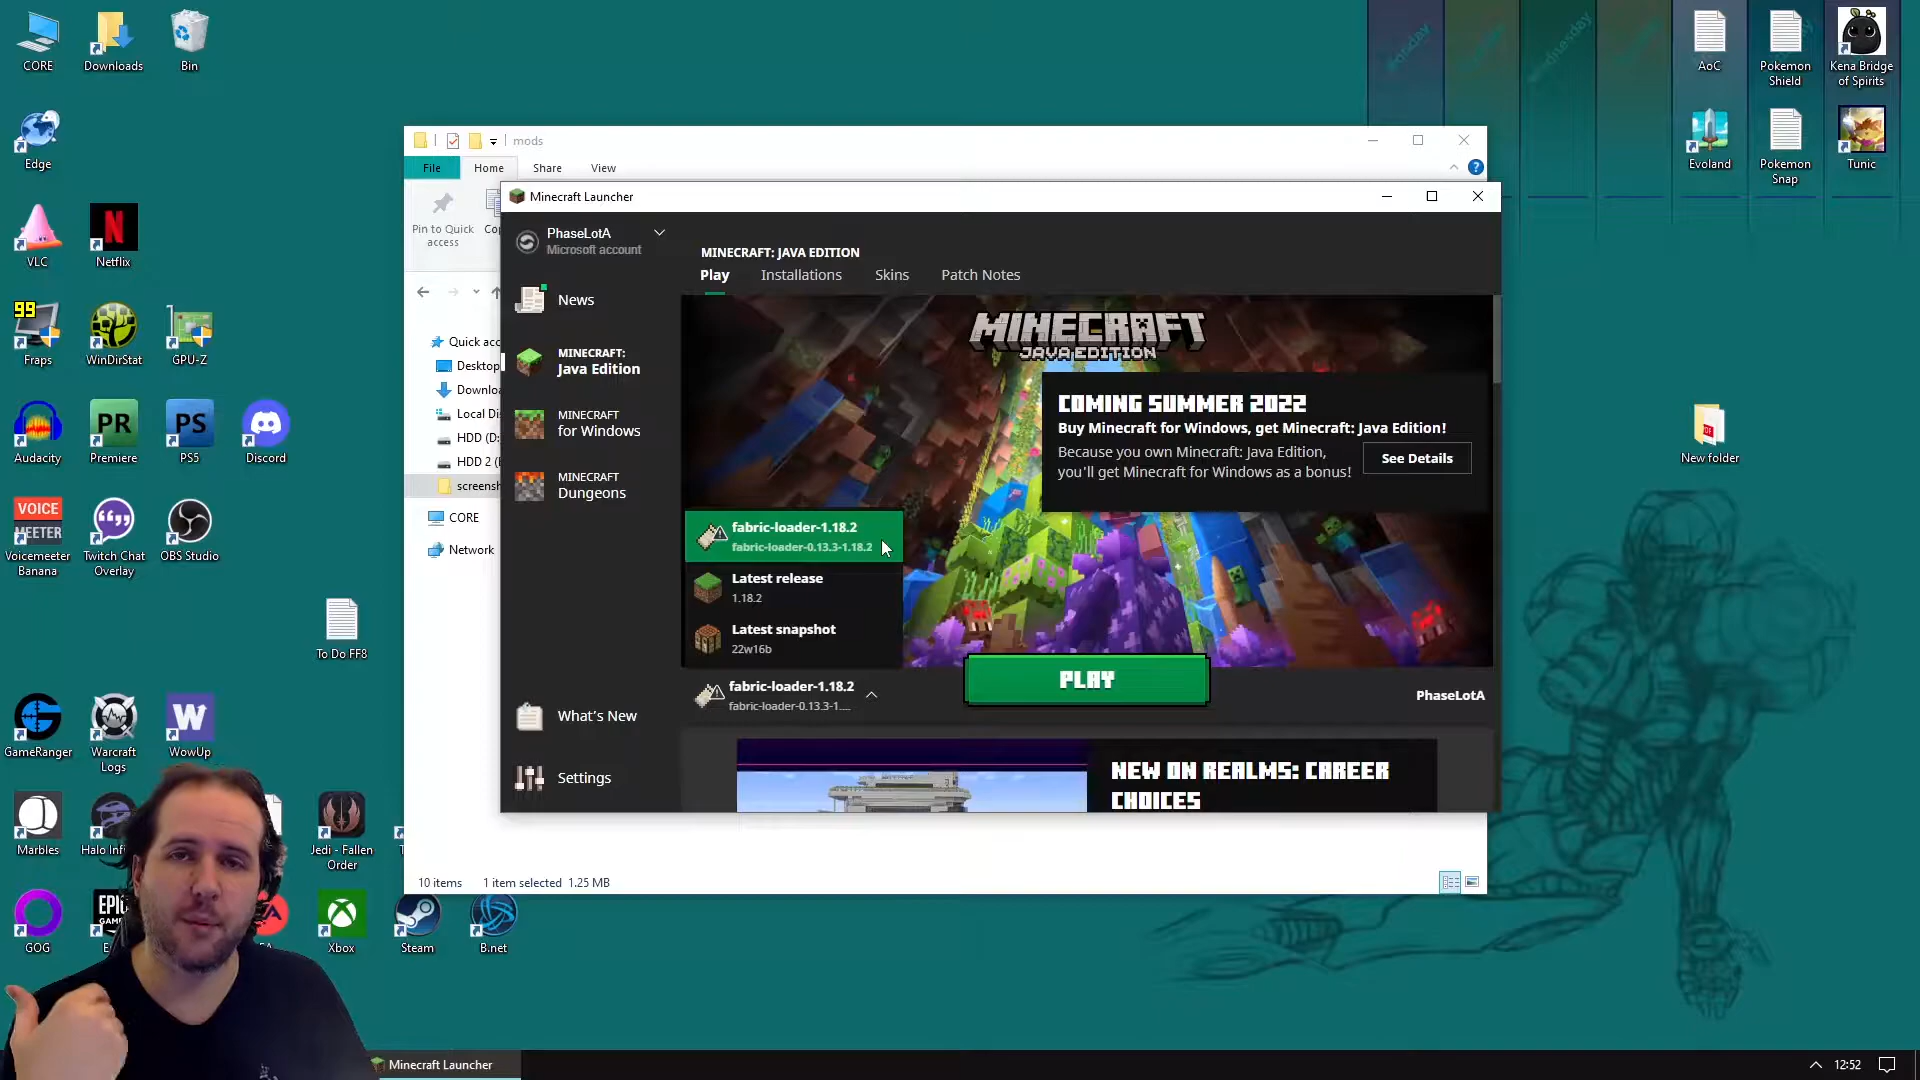 CORE
Downloads
Bin
Edge
VLC
Netflix
99
Fraps
WinDirStat
GPU-Z
PR
PS
Audacity
Premiere
PS5
Discord
VOICE
MEETER
Voicemeeter
Banana
Twitch Chat
Overlay
OBS Studio
To Do FF8
W
GameRanger
Warcraft
Logs
WowUp
Marbles
Halo Inf
Jedi - Fallen
Order
GOG
Xbox
Steam
B.net
AoC
Pokemon
Shield
Kena Bridge
of Spirits
Evoland
Pokemon
Snap
Tunic
New folder
mods
File
Home
Share
View
Pin to Quick
access
Quick acc
Desktop
Downloa
Local Dis
HDD (D:
HDD 2 (
screensh
CORE
Network
10 items
1 item selected 1.25 MB
Minecraft Launcher
PhaseLotA
Microsoft account
News
MINECRAFT:
Java Edition
MINECRAFT
for Windows
MINECRAFT
Dungeons
What's New
Settings
MINECRAFT: JAVA EDITION
Play
Installations
Skins
Patch Notes
MINECRAFT
JAVA EDITION
COMING SUMMER 2022
Buy Minecraft for Windows, get Minecraft: Java Edition!
Because you own Minecraft: Java Edition,
you'll get Minecraft for Windows as a bonus!
See Details
fabric-loader-1.18.2
fabric-loader-0.13.3-1.18.2
Latest release
1.18.2
Latest snapshot
22w16b
fabric-loader-1.18.2
fabric-loader-0.13.3-1....
PLAY
PhaseLotA
NEW ON REALMS: CAREER
CHOICES
Minecraft Launcher
12:52